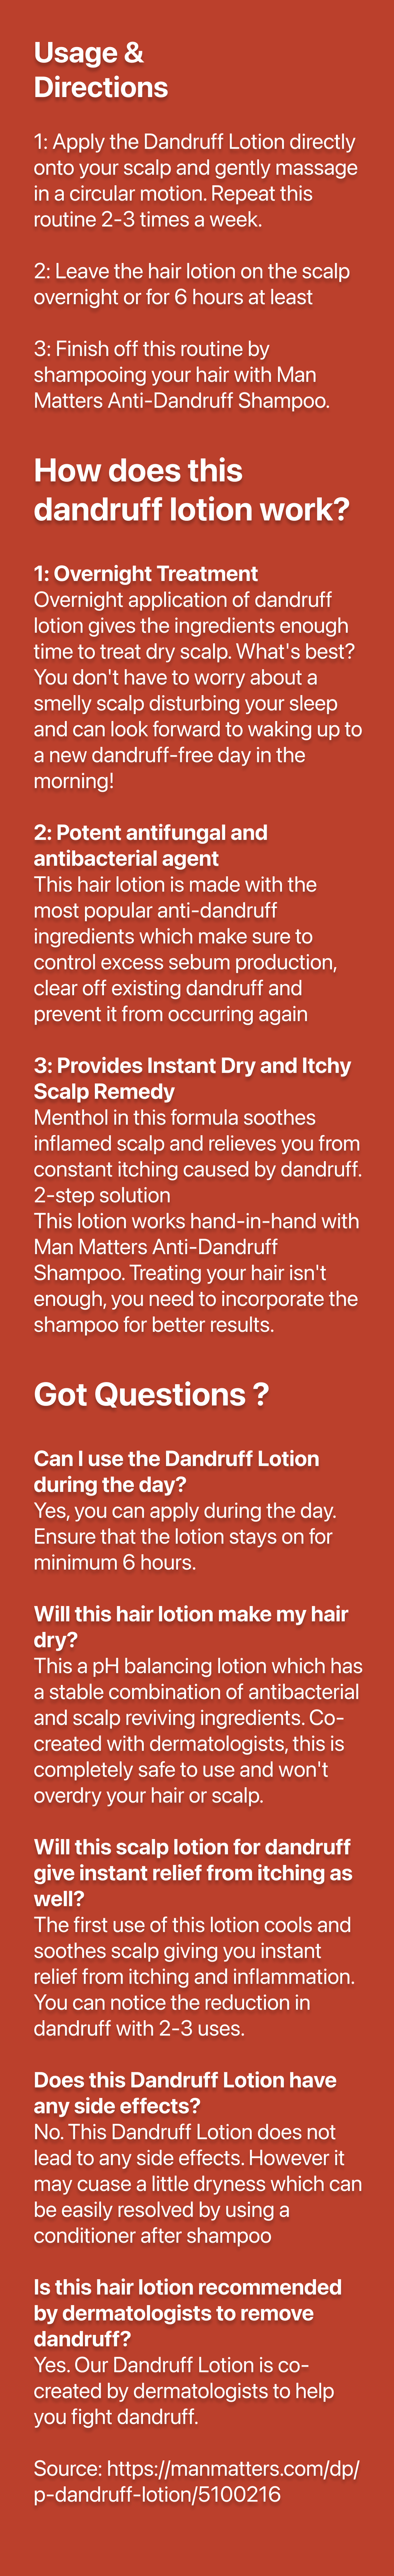 Usage &
Directions
1: Apply the Dandruff Lotion directly
onto your scalp and gently massage
in a circular motion. Repeat this
routine 2-3 times a week.
2: Leave the hair lotion on the scalp
overnight or for 6 hours at least
3: Finish off this routine by
shampooing your hair with Man
Matters Anti-Dandruff Shampoo.
How does this
dandruff lotion work?
1: Overnight Treatment
Overnight application of dandruff
lotion gives the ingredients enough
time to treat dry scalp. What's best?
You don't have to worry about a
smelly scalp disturbing your sleep
and can look forward to waking up to
a new dandruff-free day in the
morning!
2: Potent antifungal and
antibacterial agent
This hair lotion is made with the
most popular anti-dandruff
ingredients which make sure to
control excess sebum production,
clear off existing dandruff and
prevent it from occurring again
3: Provides Instant Dry and Itchy
Scalp Remedy
Menthol in this formula soothes
inflamed scalp and relieves you from
constant itching caused by dandruff.
2-step solution
This lotion works hand-in-hand with
Man Matters Anti-Dandruff
Shampoo. Treating your hair isn't
enough, you need to incorporate the
shampoo for better results.
Got Questions ?
Can I use the Dandruff Lotion
during the day?
Yes, you can apply during the day.
Ensure that the lotion stays on for
minimum 6 hours.
Will this hair lotion make my hair
dry?
This a pH balancing lotion which has
a stable combination of antibacterial
and scalp reviving ingredients. Co-
created with dermatologists, this is
completely safe to use and won't
overdry your hair or scalp.
Will this scalp lotion for dandruff
give instant relief from itching as
well?
The first use of this lotion cools and
soothes scalp giving you instant
relief from itching and inflammation.
You can notice the reduction in
dandruff with 2-3 uses.
Does this Dandruff Lotion have
any side effects?
No. This Dandruff Lotion does not
lead to any side effects. However it
may cuase a little dryness which can
be easily resolved by using a
conditioner after shampoo
Is this hair lotion recommended
by dermatologists to remove
dandruff?
Yes. Our Dandruff Lotion is co-
created by dermatologists to help
you fight dandruff.
Source: https://manmatters.com/dp/
p-dandruff-lotion/5100216